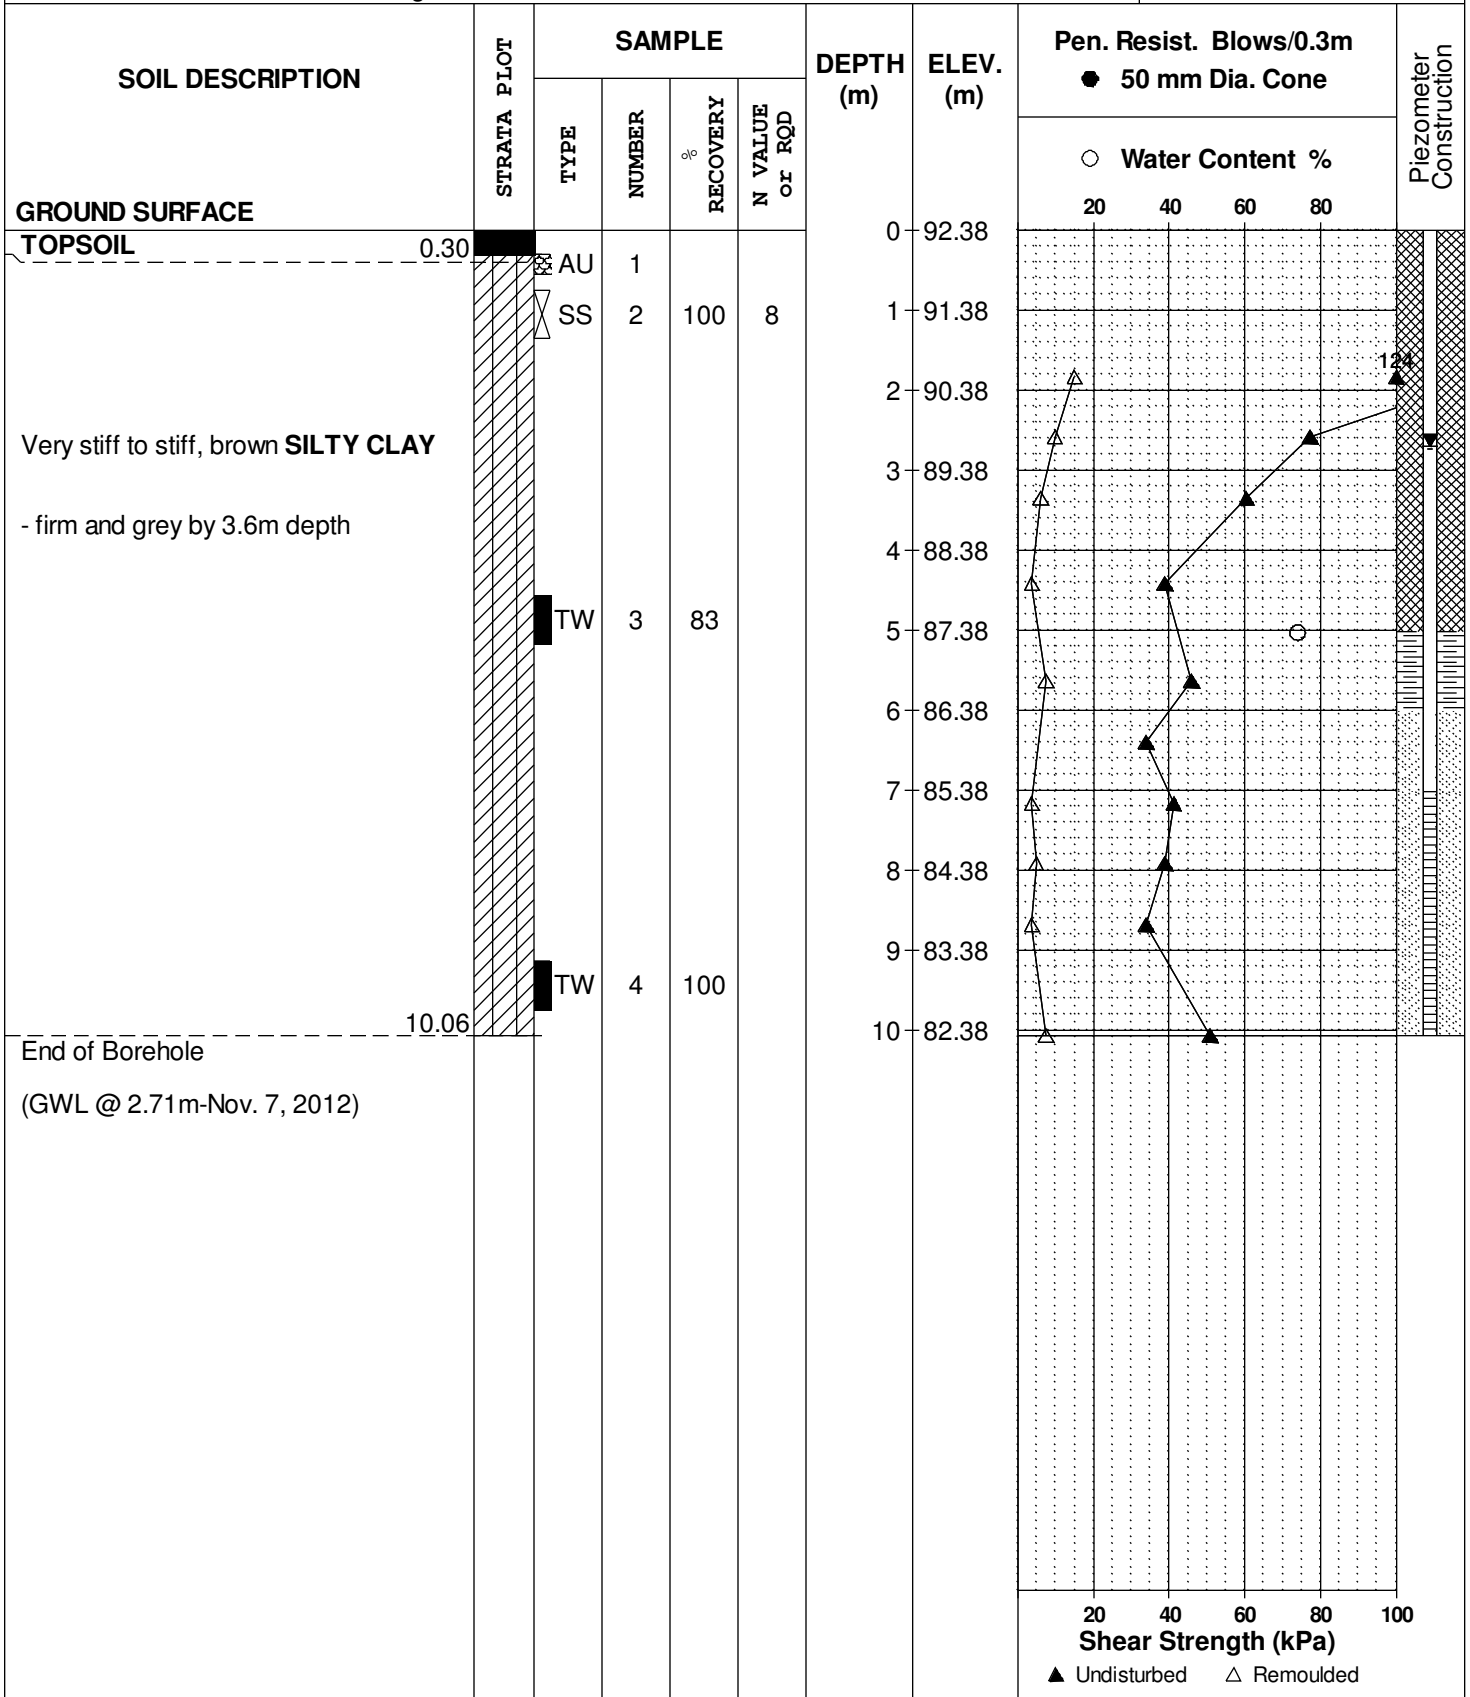 SOIL DESCRIPTION
GROUND SURFACE
STRATA PLOT
SAMPLE
TYPE
NUMBER
% RECOVERY
N VALUE or RQD
DEPTH (m)
ELEV. (m)
Pen. Resist. Blows/0.3m
● 50 mm Dia. Cone
○ Water Content %
20 40 60 80
Piezometer Construction
TOPSOIL 0.30
AU 1
SS 2 100 8
Very stiff to stiff, brown SILTY CLAY
- firm and grey by 3.6m depth
TW 3 83
TW 4 100
10.06
End of Borehole
(GWL @ 2.71m-Nov. 7, 2012)
0 92.38
1 91.38
2 90.38
3 89.38
4 88.38
5 87.38
6 86.38
7 85.38
8 84.38
9 83.38
10 82.38
124
20 40 60 80 100
Shear Strength (kPa)
▲ Undisturbed △ Remoulded